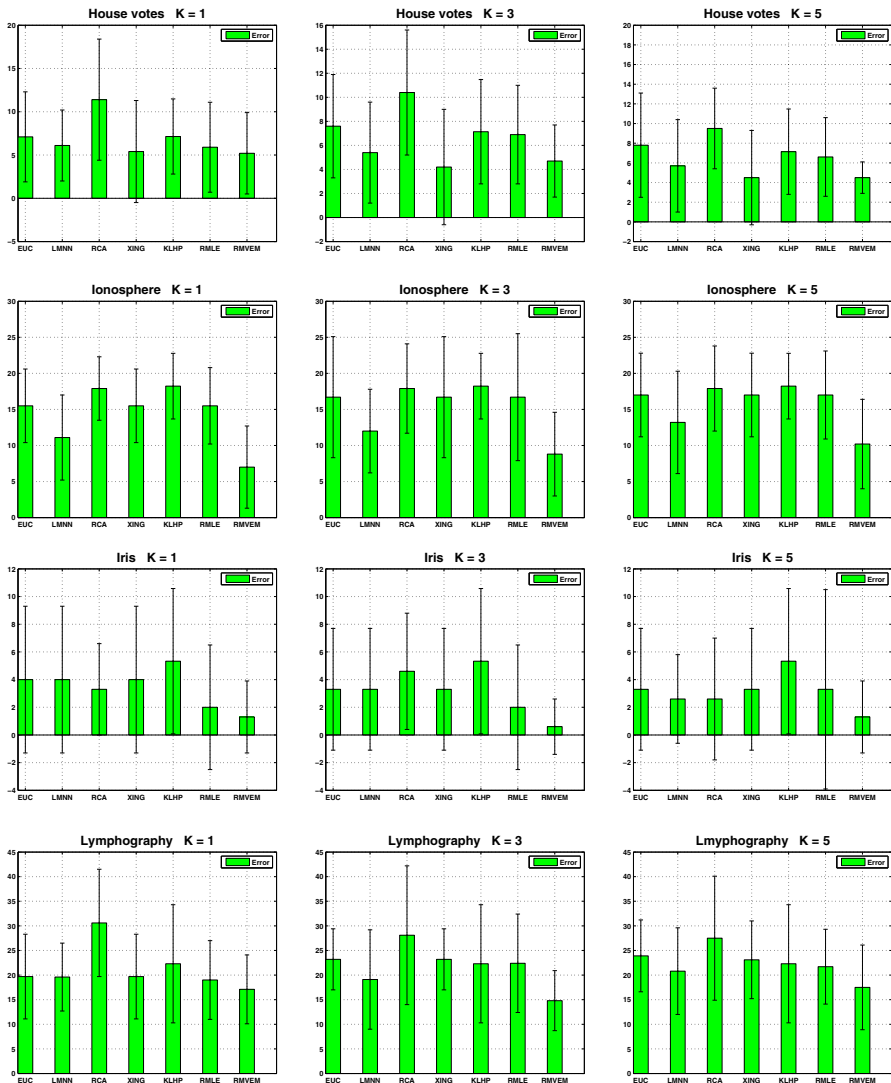 House votes K = 1
Error
20
15
10
5
0
−5
EUC LMNN RCA XING KLHP RMLE RMVEM
House votes K = 3
Error
16
14
12
10
8
6
4
2
0
−2
EUC LMNN RCA XING KLHP RMLE RMVEM
House votes K = 5
Error
20
18
16
14
12
10
8
6
4
2
0
−2
EUC LMNN RCA XING KLHP RMLE RMVEM
Ionosphere K = 1
Error
30
25
20
15
10
5
0
EUC LMNN RCA XING KLHP RMLE RMVEM
Ionosphere K = 3
Error
30
25
20
15
10
5
0
EUC LMNN RCA XING KLHP RMLE RMVEM
Ionosphere K = 5
Error
30
25
20
15
10
5
0
EUC LMNN RCA XING KLHP RMLE RMVEM
Iris K = 1
Error
12
10
8
6
4
2
0
−2
−4
EUC LMNN RCA XING KLHP RMLE RMVEM
Iris K = 3
Error
12
10
8
6
4
2
0
−2
−4
EUC LMNN RCA XING KLHP RMLE RMVEM
Iris K = 5
Error
12
10
8
6
4
2
0
−2
−4
EUC LMNN RCA XING KLHP RMLE RMVEM
Lymphography K = 1
Error
45
40
35
30
25
20
15
10
5
0
EUC LMNN RCA XING KLHP RMLE RMVEM
Lymphography K = 3
Error
45
40
35
30
25
20
15
10
5
0
EUC LMNN RCA XING KLHP RMLE RMVEM
Lmyphography K = 5
Error
45
40
35
30
25
20
15
10
5
0
EUC LMNN RCA XING KLHP RMLE RMVEM